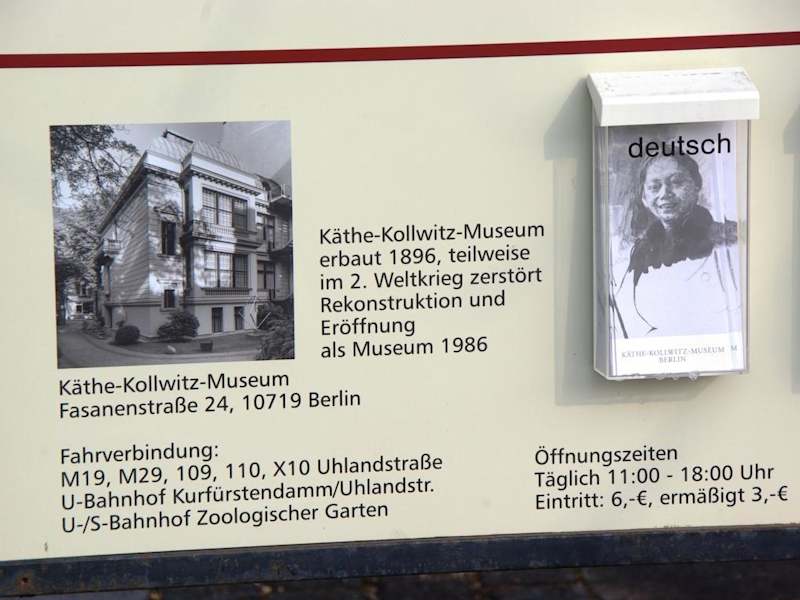 deutsch
KÄTHE-KOLLWITZ-MUSEUM M
BERLIN
Käthe-Kollwitz-Museum
erbaut 1896, teilweise
im 2. Weltkrieg zerstört
Rekonstruktion und
Eröffnung
als Museum 1986
Käthe-Kollwitz-Museum
Fasanenstraße 24, 10719 Berlin
Fahrverbindung:
M19, M29, 109, 110, X10 Uhlandstraße
U-Bahnhof Kurfürstendamm/Uhlandstr.
U-/S-Bahnhof Zoologischer Garten
Öffnungszeiten
Täglich 11:00 - 18:00 Uhr
Eintritt: 6,-€, ermäßigt 3,-€